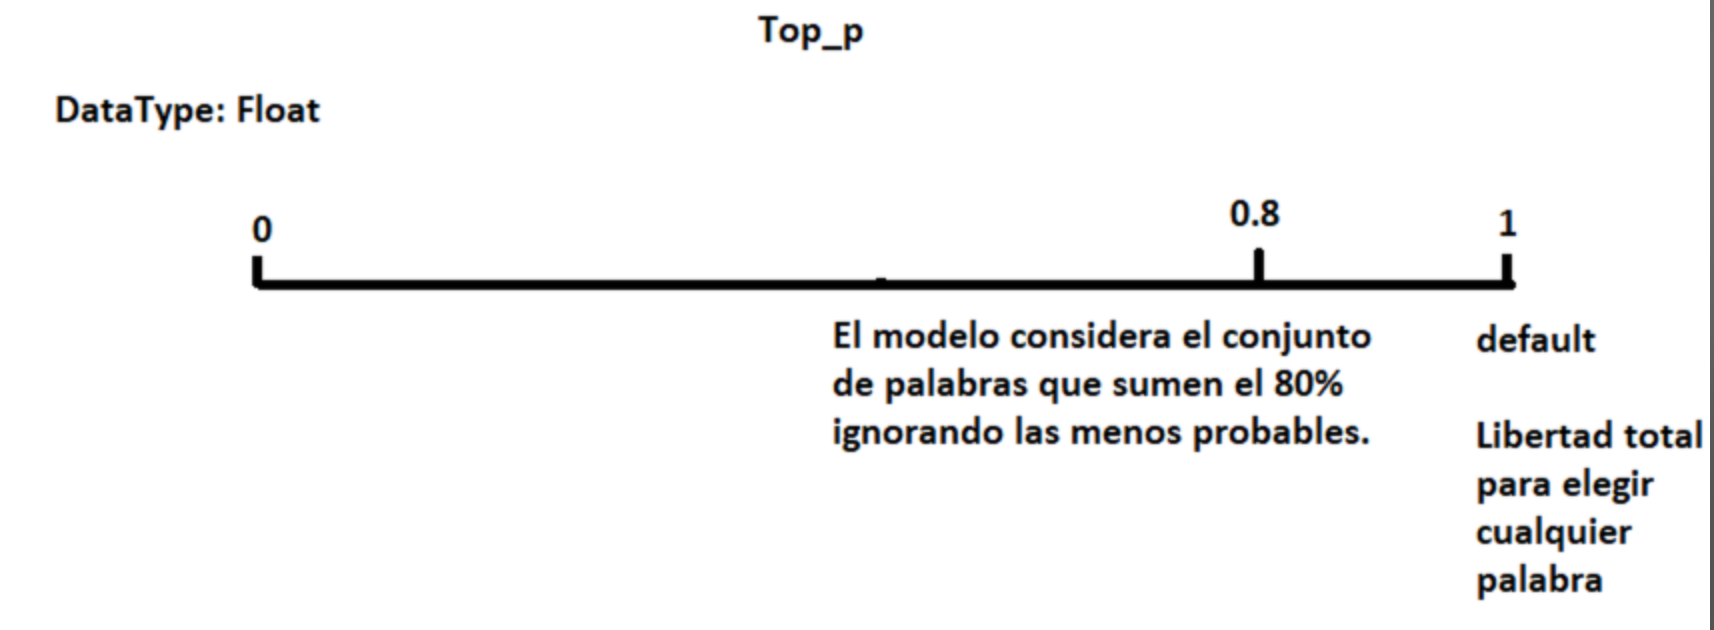 Top_p
DataType: Float
0
0.8
1
El modelo considera el conjunto
de palabras que sumen el 80%
ignorando las menos probables.
default
Libertad total
para elegir
cualquier
palabra